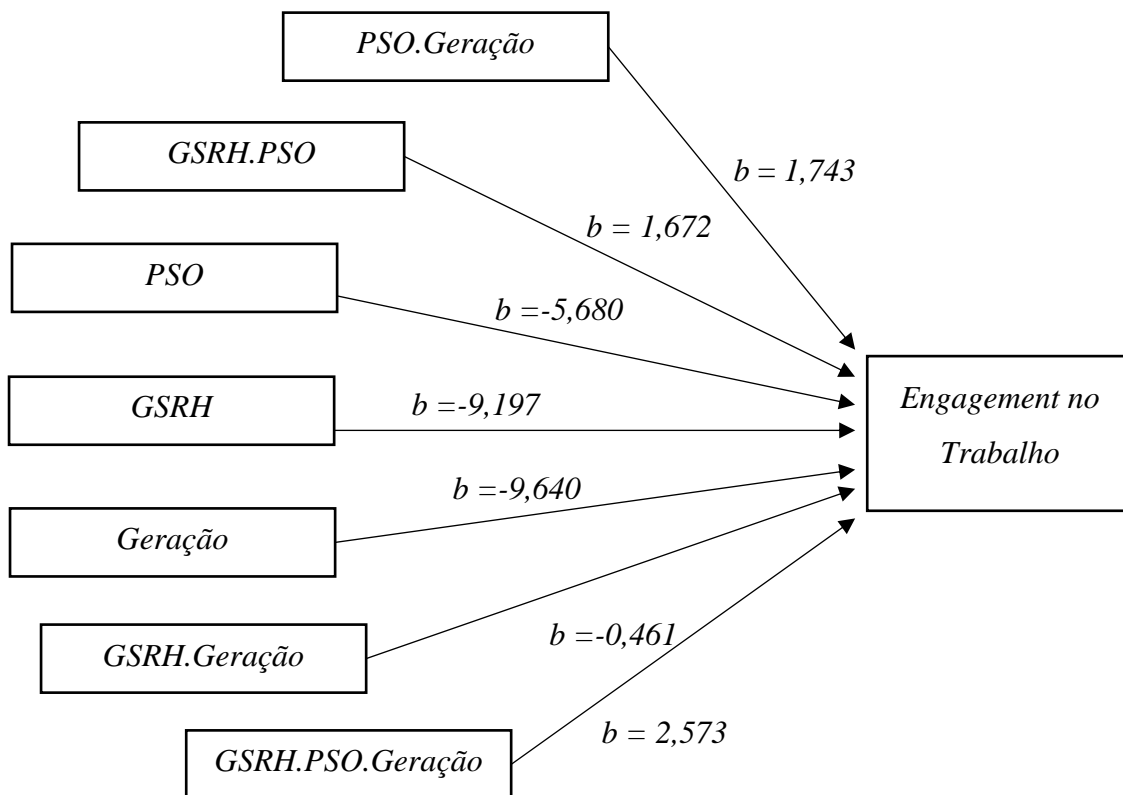 PSO.Geração
GSRH.PSO
b = 1,743
b = 1,672
PSO
b =-5,680
GSRH
b =-9,197
Engagement no
Trabalho
b =-9,640
Geração
GSRH.Geração
b =-0,461
b = 2,573
GSRH.PSO.Geração